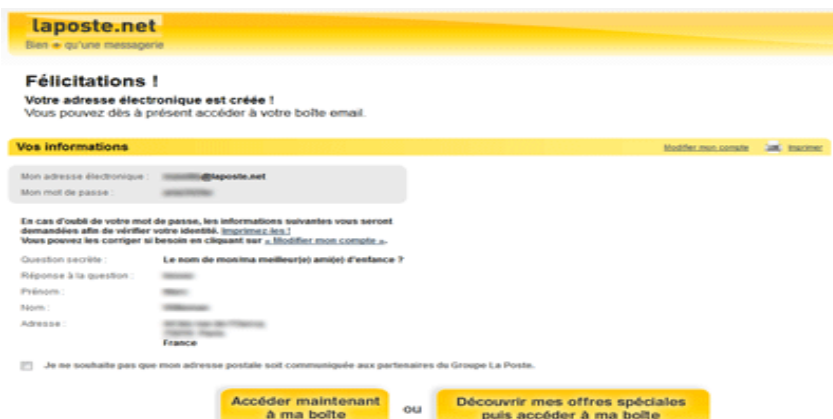 laposte.net
Bien + qu'une messagerie
Félicitations !
Votre adresse électronique est créée !
Vous pouvez dès à présent accéder à votre boîte email.
Vos informations
Modifier mon compte Imprimer
Mon adresse électronique : @laposte.net
Mon mot de passe :
En cas d'oubli de votre mot de passe, les informations suivantes vous seront
demandées afin de vérifier votre identité. Imprimez-les !
Vous pouvez les corriger si besoin en cliquant sur « Modifier mon compte ».
Question secrète : Le nom de mon/ma meilleur(e) ami(e) d'enfance ?
Réponse à la question :
Prénom :
Nom :
Adresse :
France
Je ne souhaite pas que mon adresse postale soit communiquée aux partenaires du Groupe La Poste.
Accéder maintenant
à ma boîte
ou
Découvrir mes offres spéciales
puis accéder à ma boîte